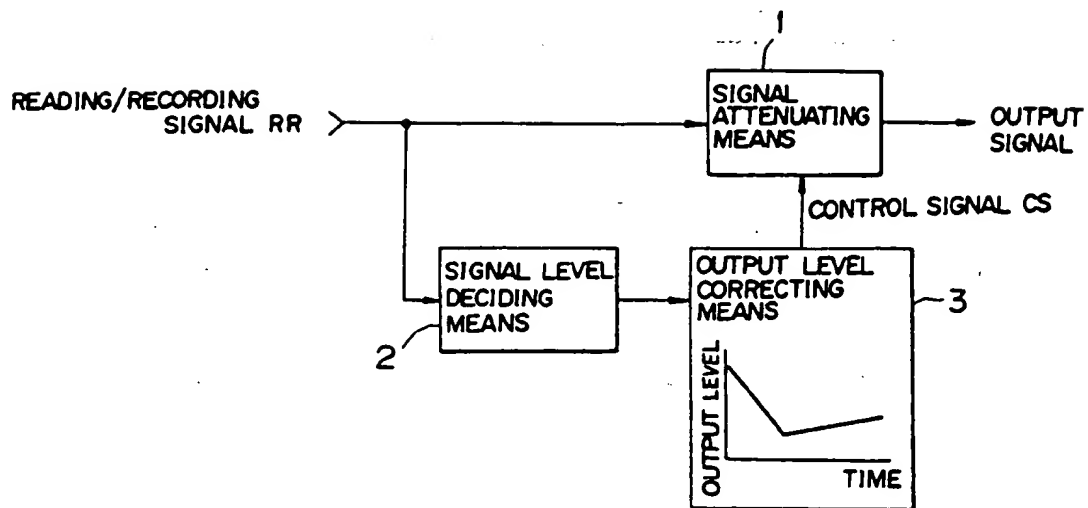 1
READING/RECORDING
SIGNAL RR
SIGNAL
ATTENUATING
MEANS
OUTPUT
SIGNAL
CONTROL SIGNAL CS
SIGNAL LEVEL
DECIDING
MEANS
2
OUTPUT LEVEL
CORRECTING
MEANS
3
OUTPUT LEVEL
TIME